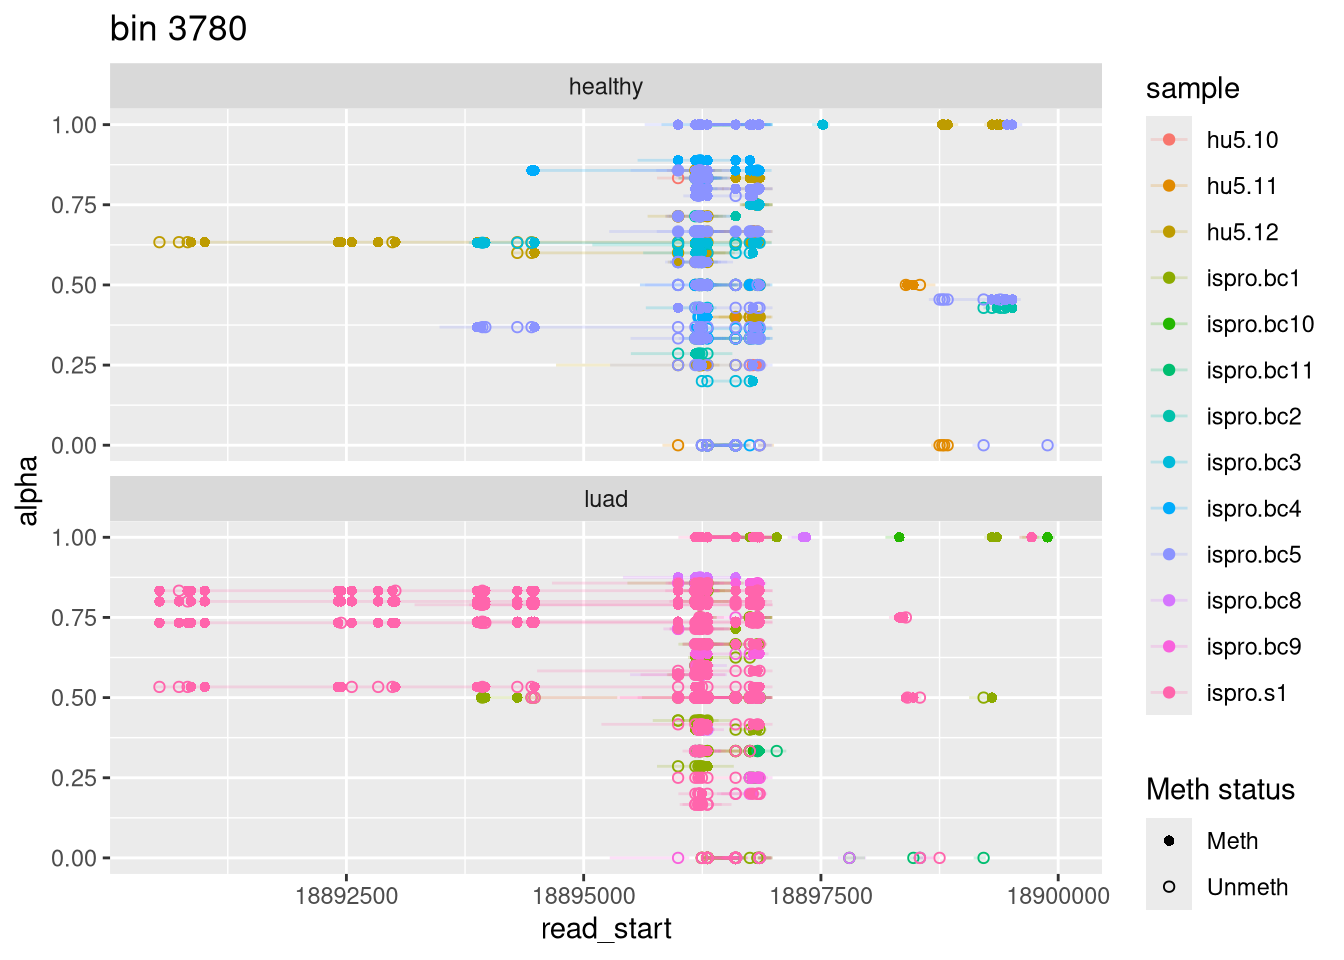 bin 3780
healthy
1.00
0.75
0.50
0.25
0.00
luad
1.00
0.75
0.50
0.25
0.00
alpha
18892500 18895000 18897500 18900000
read_start
sample
hu5.10
hu5.11
hu5.12
ispro.bc1
ispro.bc10
ispro.bc11
ispro.bc2
ispro.bc3
ispro.bc4
ispro.bc5
ispro.bc8
ispro.bc9
ispro.s1
Meth status
Meth
Unmeth